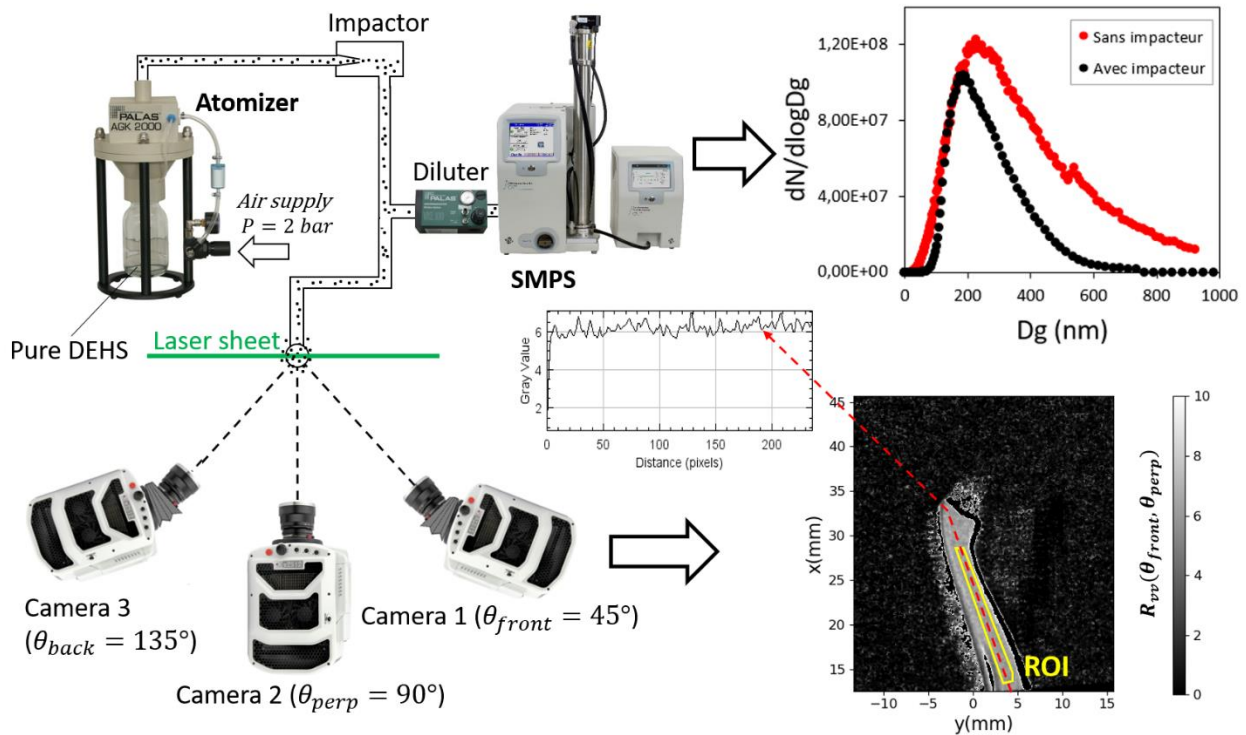 Impactor
PALAS
AGK 2000
Atomizer
Air supply
P = 2 bar
Pure DEHS
Laser sheet
Diluter
PALAS
SMPS
dN/dlogDg
1,20E+08
8,00E+07
4,00E+07
0,00E+00
0 200 400 600 800 1000
Dg (nm)
Sans impacteur
Avec impacteur
Gray Value
6
4
2
0 50 100 150 200
Distance (pixels)
Camera 3
(θback = 135°)
Camera 2 (θperp = 90°)
Camera 1 (θfront = 45°)
x(mm)
45
40
35
30
25
20
15
-10 -5 0 5 10 15
y(mm)
ROI
10
8
6
4
2
0
Rvv(θfront, θperp)